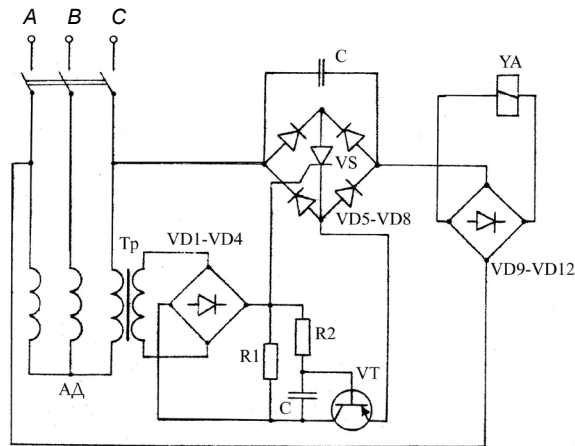 A B C
C
YA
VS
VD5-VD8
Тр
VD1-VD4
VD9-VD12
R2
R1
VT
C
АД